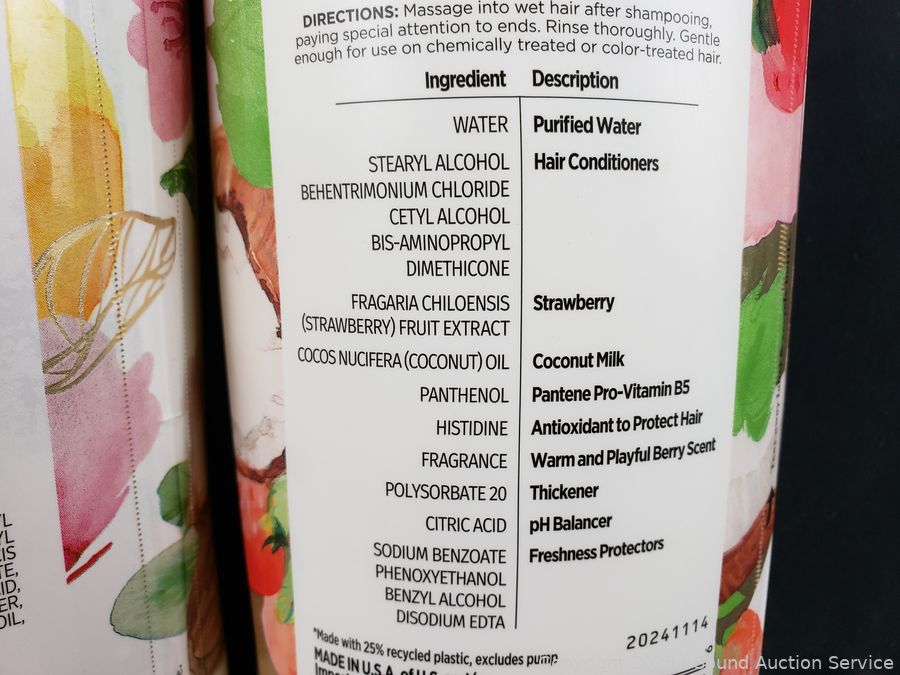 DIRECTIONS: Massage into wet hair after shampooing,
paying special attention to ends. Rinse thoroughly. Gentle
enough for use on chemically treated or color-treated hair.
Ingredient Description
WATER Purified Water
STEARYL ALCOHOL Hair Conditioners
BEHENTRIMONIUM CHLORIDE
CETYL ALCOHOL
BIS-AMINOPROPYL
DIMETHICONE
FRAGARIA CHILOENSIS Strawberry
(STRAWBERRY) FRUIT EXTRACT
COCOS NUCIFERA (COCONUT) OIL Coconut Milk
PANTHENOL Pantene Pro-Vitamin B5
HISTIDINE Antioxidant to Protect Hair
FRAGRANCE Warm and Playful Berry Scent
POLYSORBATE 20 Thickener
CITRIC ACID pH Balancer
SODIUM BENZOATE Freshness Protectors
PHENOXYETHANOL
BENZYL ALCOHOL
DISODIUM EDTA
*Made with 25% recycled plastic, excludes pump
20241114
MADE IN U.S.A.
Auction Service